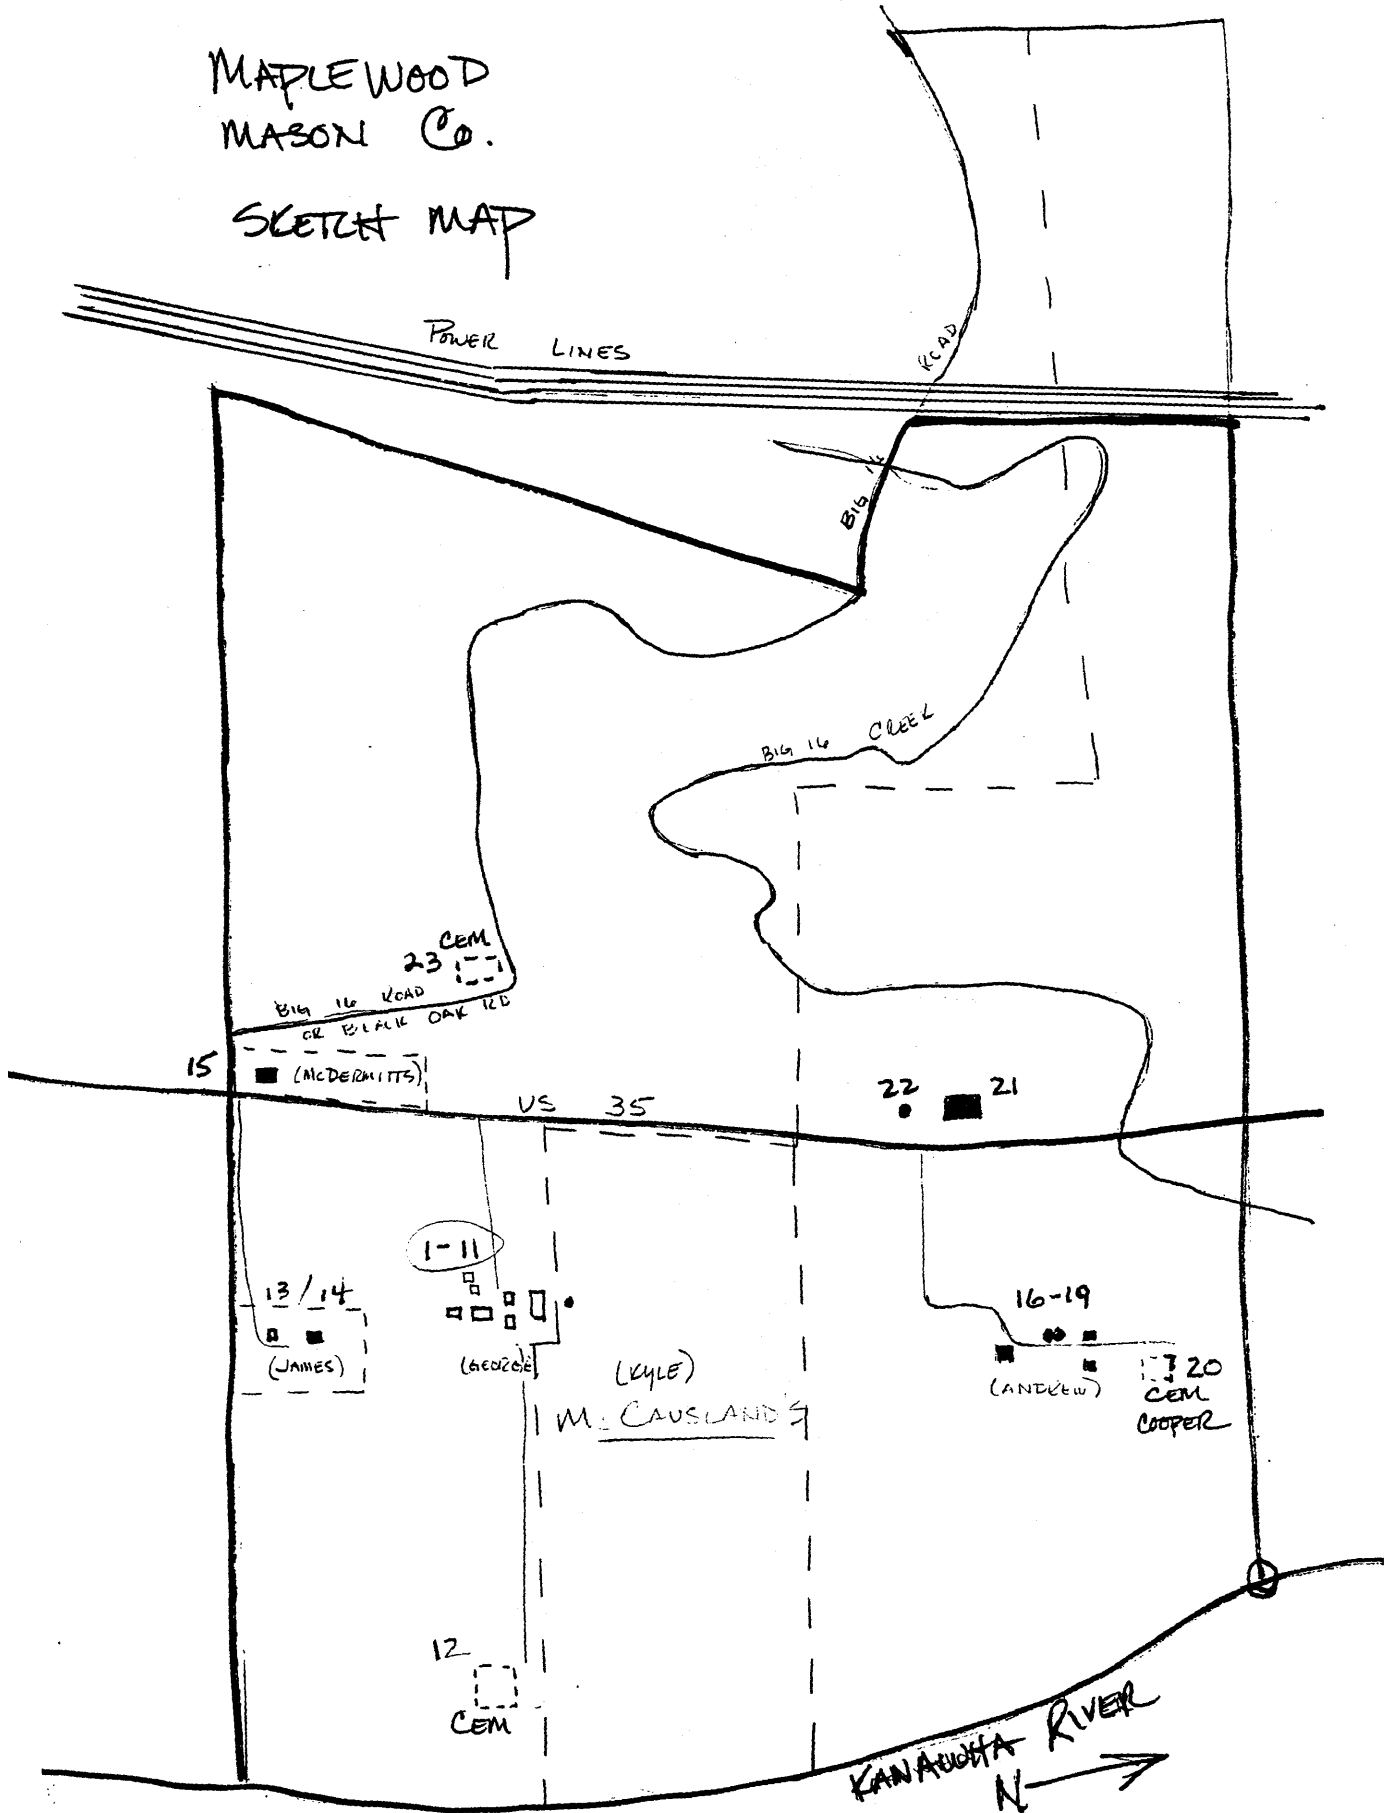 MAPLEWOOD
MASON Co.
SKETCH MAP
POWER LINES
ROAD
BIG 16
BIG 16 CREEK
CEM
23
BIG 16 ROAD
OR BLACK OAK RD
15
(McDERMITTS)
US 35
22
21
1-11
13/14
(JAMES)
(GEORGE)
(KYLE)
Mc CAUSLAND'S
16-19
(ANDREW)
20
CEM
COOPER
12
CEM
KANAWHA RIVER
N